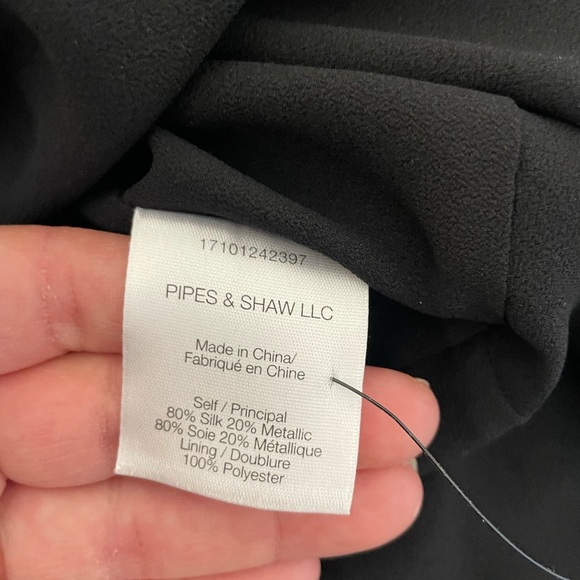 17101242397
PIPES & SHAW LLC
Made in China/
Fabriqué en Chine
Self / Principal
80% Silk 20% Metallic
80% Soie 20% Métallique
Lining / Doublure
100% Polyester